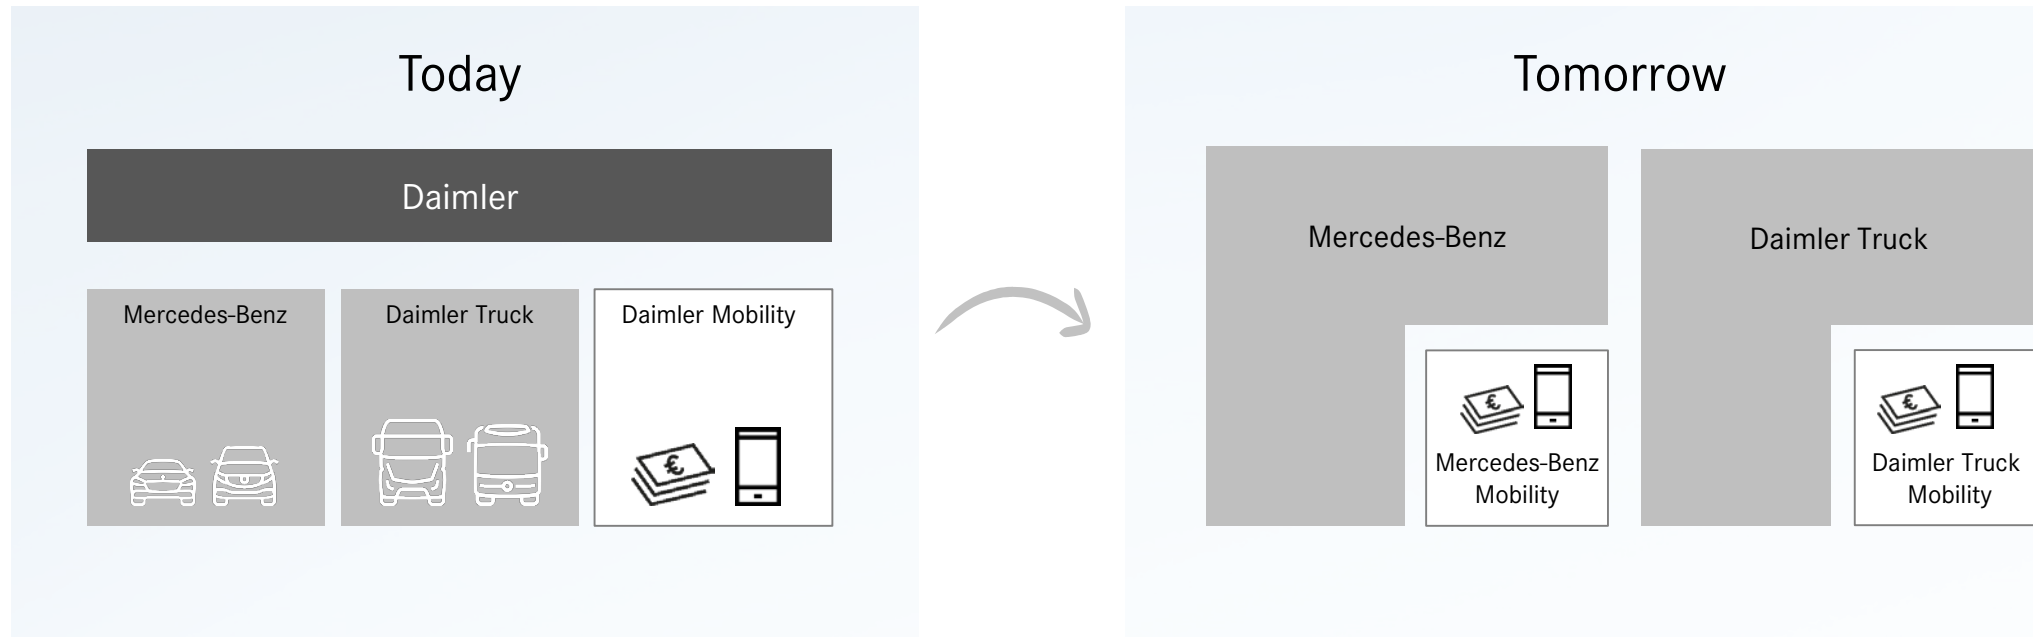 Today
Daimler
Mercedes-Benz
Daimler Truck
Daimler Mobility
€
Tomorrow
Mercedes-Benz
Daimler Truck
€
Mercedes-Benz
Mobility
€
Daimler Truck
Mobility